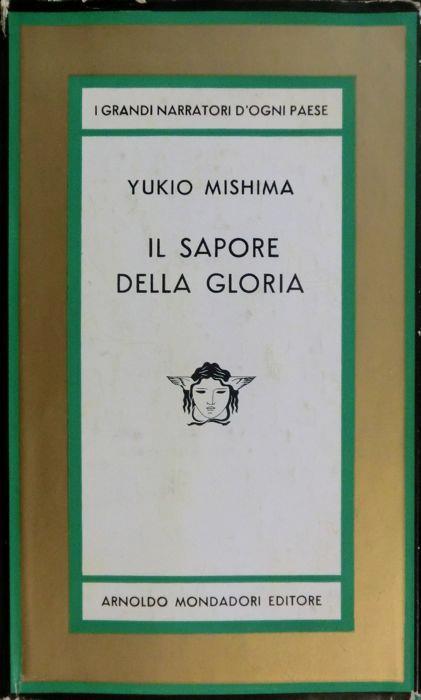 I GRANDI NARRATORI D'OGNI PAESE
YUKIO MISHIMA
IL SAPORE
DELLA GLORIA
ARNOLDO MONDADORI EDITORE